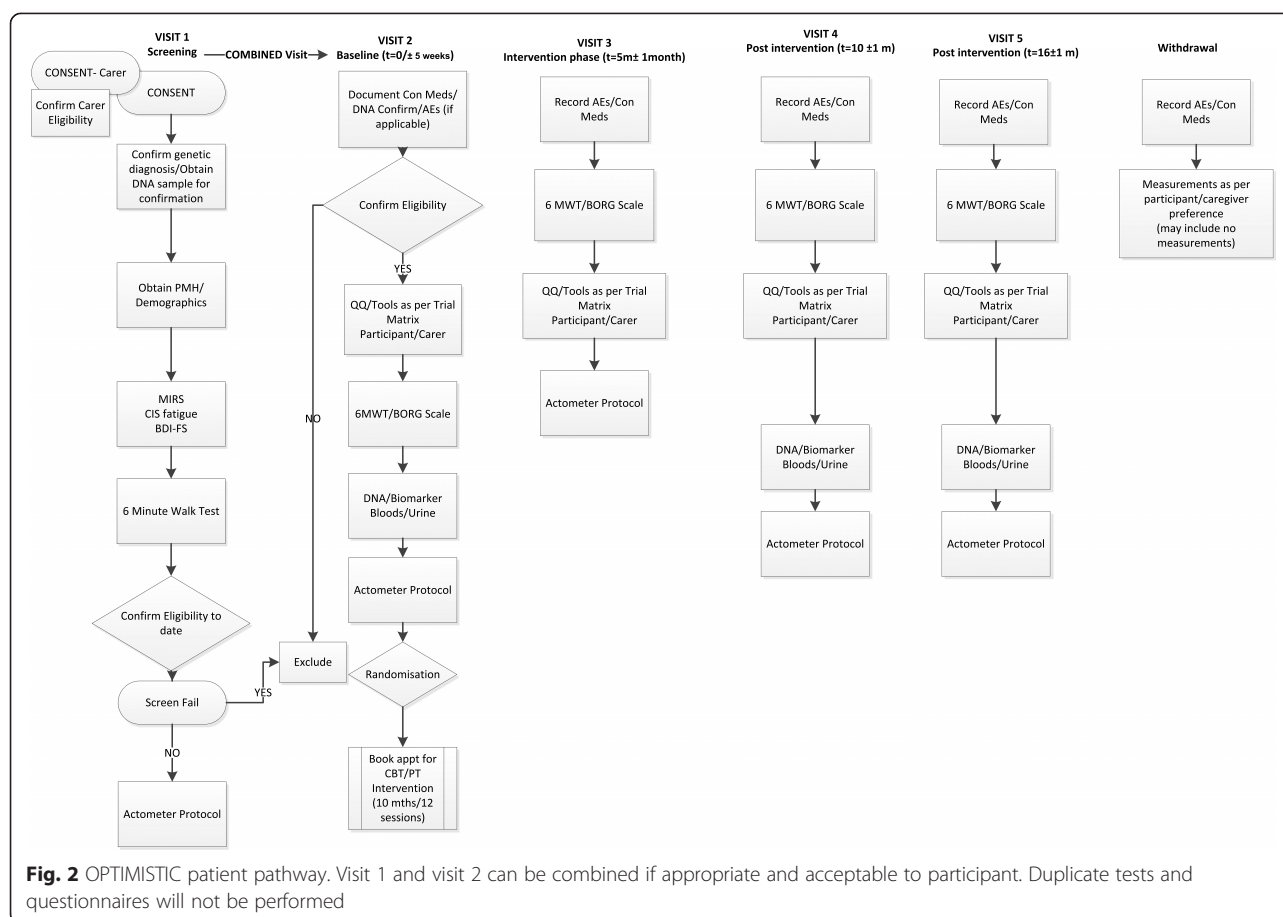 VISIT 1
Screening
COMBINED Visit
CONSENT- Carer
CONSENT
Confirm Carer
Eligibility
Confirm genetic
diagnosis/Obtain
DNA sample for
confirmation
Obtain PMH/
Demographics
MIRS
CIS fatigue
BDI-FS
6 Minute Walk Test
Confirm Eligibility to
date
Screen Fail
YES
NO
Actometer Protocol
Exclude
VISIT 2
Baseline (t=0/± 5 weeks)
Document Con Meds/
DNA Confirm/AEs (if
applicable)
Confirm Eligibility
NO
YES
QQ/Tools as per Trial
Matrix
Participant/Carer
6MWT/BORG Scale
DNA/Biomarker
Bloods/Urine
Actometer Protocol
Randomisation
Book appt for
CBT/PT
Intervention
(10 mths/12
sessions)
VISIT 3
Intervention phase (t=5m± 1month)
Record AEs/Con
Meds
6 MWT/BORG Scale
QQ/Tools as per Trial
Matrix
Participant/Carer
Actometer Protocol
VISIT 4
Post intervention (t=10 ±1 m)
Record AEs/Con
Meds
6 MWT/BORG Scale
QQ/Tools as per Trial
Matrix
Participant/Carer
DNA/Biomarker
Bloods/Urine
Actometer Protocol
VISIT 5
Post intervention (t=16±1 m)
Record AEs/Con
Meds
6 MWT/BORG Scale
QQ/Tools as per Trial
Matrix
Participant/Carer
DNA/Biomarker
Bloods/Urine
Actometer Protocol
Withdrawal
Record AEs/Con
Meds
Measurements as per
participant/caregiver
preference
(may include no
measurements)
Fig. 2 OPTIMISTIC patient pathway. Visit 1 and visit 2 can be combined if appropriate and acceptable to participant. Duplicate tests and
questionnaires will not be performed